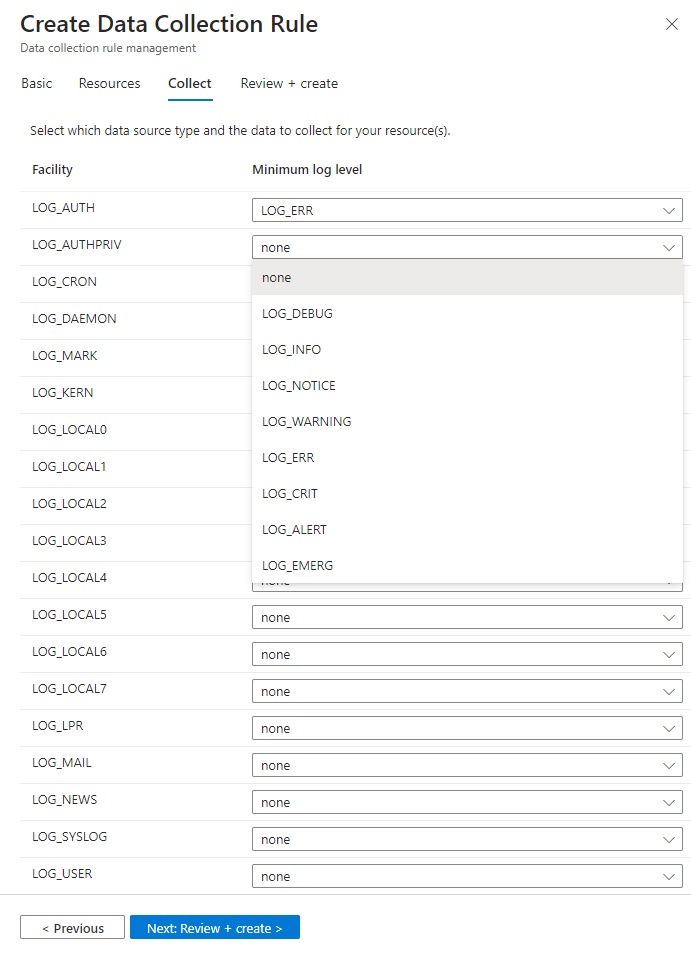 Create Data Collection Rule
Data collection rule management
Basic Resources Collect Review + create
Select which data source type and the data to collect for your resource(s).
Facility Minimum log level
LOG_AUTH LOG_ERR
LOG_AUTHPRIV none
none
LOG_CRON
LOG_DEBUG
LOG_DAEMON
LOG_INFO
LOG_MARK
LOG_NOTICE
LOG_KERN
LOG_WARNING
LOG_LOCAL0
LOG_ERR
LOG_LOCAL1
LOG_CRIT
LOG_LOCAL2
LOG_ALERT
LOG_LOCAL3
LOG_EMERG
LOG_LOCAL4 none
LOG_LOCAL5 none
LOG_LOCAL6 none
LOG_LOCAL7 none
LOG_LPR none
LOG_MAIL none
LOG_NEWS none
LOG_SYSLOG none
LOG_USER none
< Previous Next: Review + create >